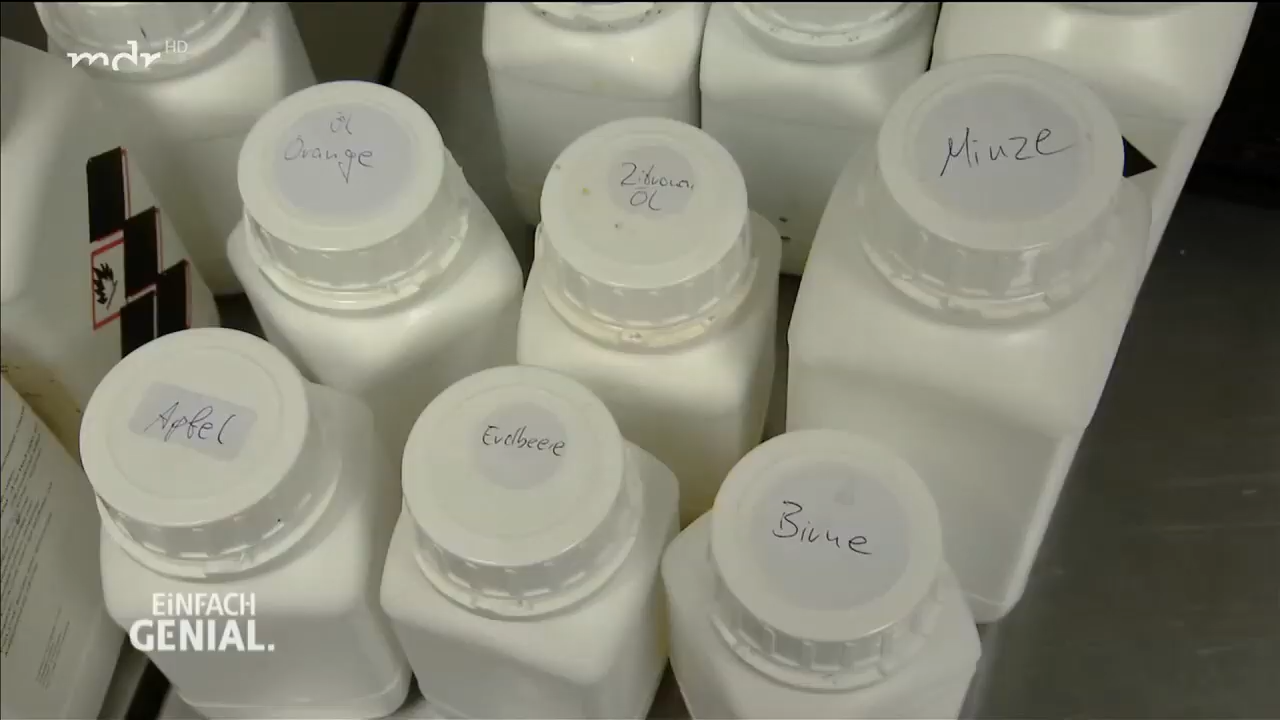 mdr HD
Öl
Orange
Zitronen
ÖL
Minze
Apfel
Erdbeere
Birne
EiNFACH
GENIAL.